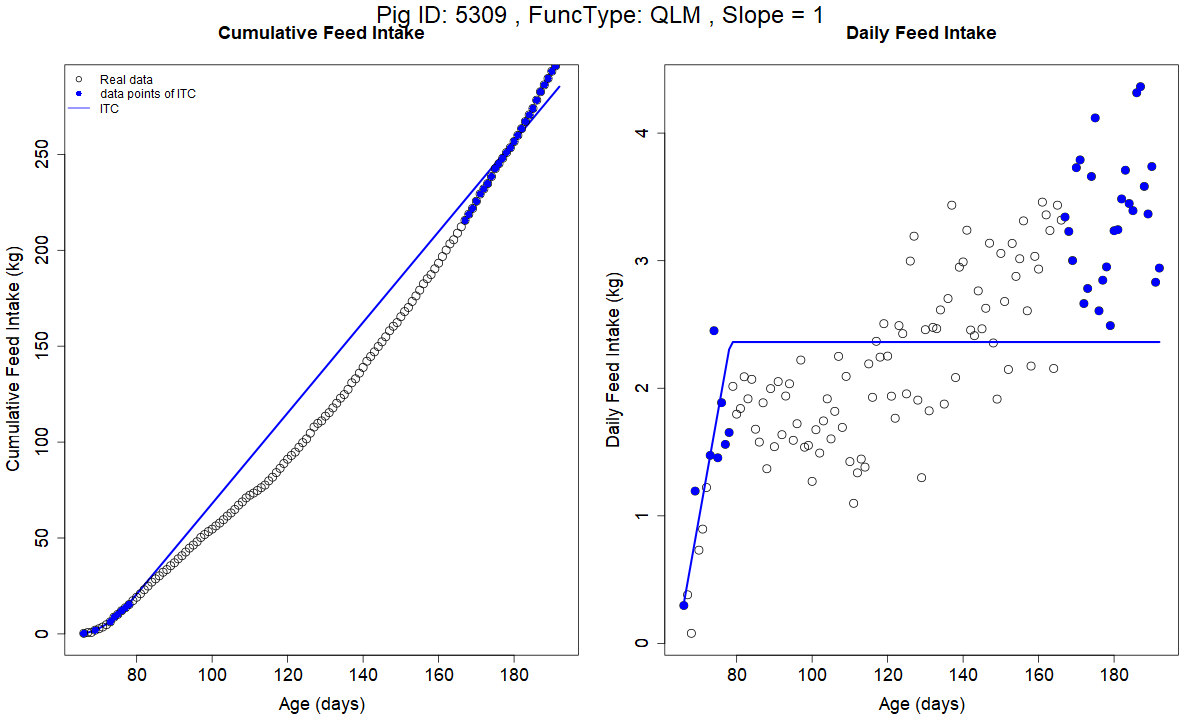 Pig ID: 5309 , FuncType: QLM , Slope = 1
Cumulative Feed Intake
Daily Feed Intake
Real data
data points of ITC
ITC
Cumulative Feed Intake (kg)
0
50
100
150
200
250
80
100
120
140
160
180
Age (days)
Daily Feed Intake (kg)
0
1
2
3
4
80
100
120
140
160
180
Age (days)